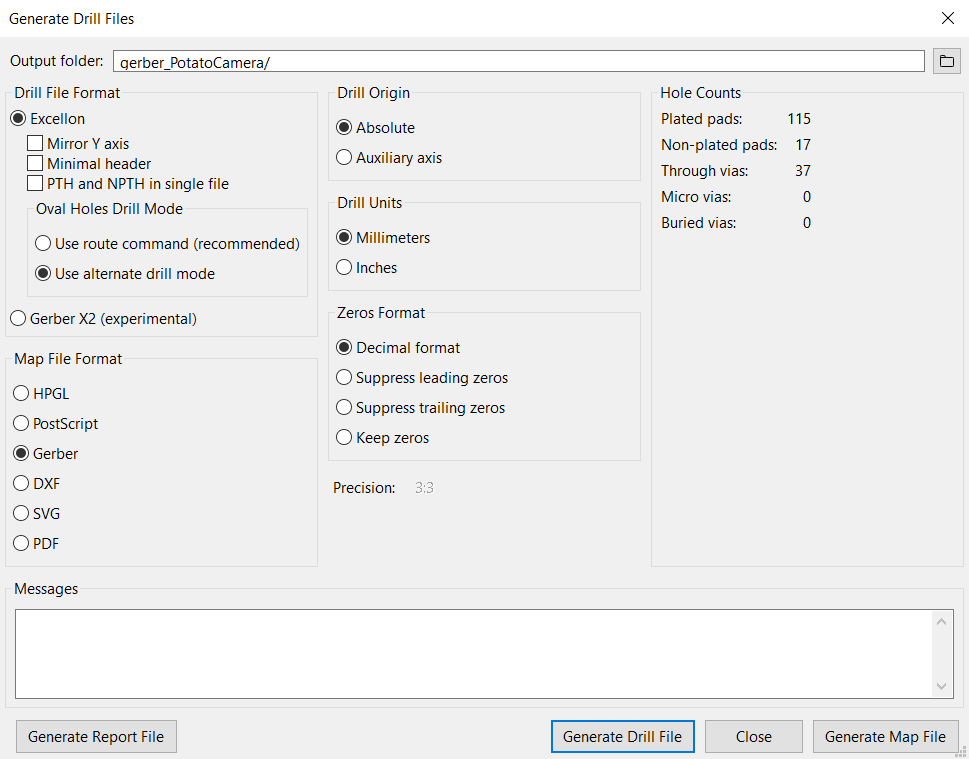 Generate Drill Files
Output folder: gerber_PotatoCamera/
Drill File Format
Excellon
Mirror Y axis
Minimal header
PTH and NPTH in single file
Oval Holes Drill Mode
Use route command (recommended)
Use alternate drill mode
Gerber X2 (experimental)
Map File Format
HPGL
PostScript
Gerber
DXF
SVG
PDF
Drill Origin
Absolute
Auxiliary axis
Drill Units
Millimeters
Inches
Zeros Format
Decimal format
Suppress leading zeros
Suppress trailing zeros
Keep zeros
Precision: 3:3
Hole Counts
Plated pads: 115
Non-plated pads: 17
Through vias: 37
Micro vias: 0
Buried vias: 0
Messages
Generate Report File
Generate Drill File
Close
Generate Map File